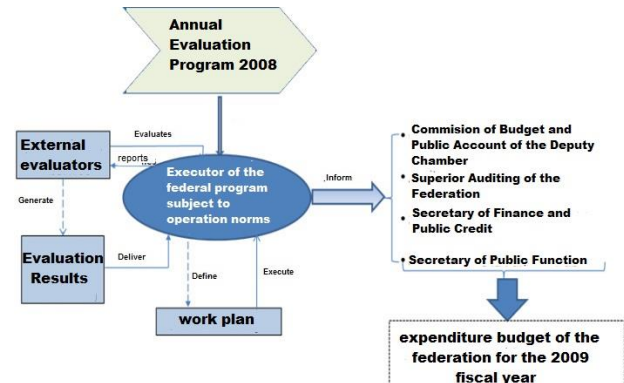 Annual
Evaluation
Program 2008
Evaluates
External
evaluators
reports
Executor of the
federal program
subject to
operation norms
Inform
• Commision of Budget and
Public Account of the Deputy
Chamber
• Superior Auditing of the
Federation
• Secretary of Finance and
Public Credit
• Secretary of Public Function
Generate
Evaluation
Results
Deliver
Define
Execute
work plan
expenditure budget of the
federation for the 2009
fiscal year